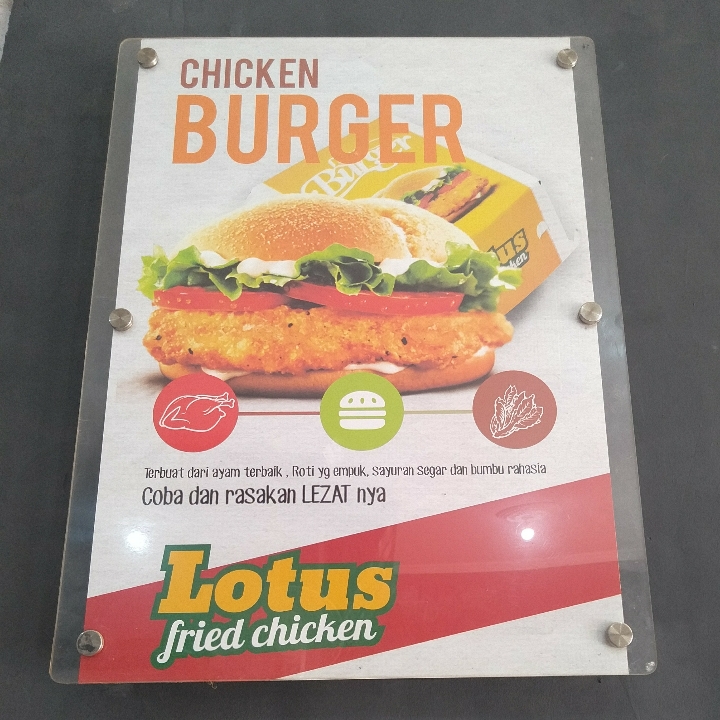 CHICKEN
BURGER
Burger
Terbuat dari ayam terbaik , Roti yg empuk, sayuran segar dan bumbu rahasia
Coba dan rasakan LEZAT nya
Lotus
fried chicken